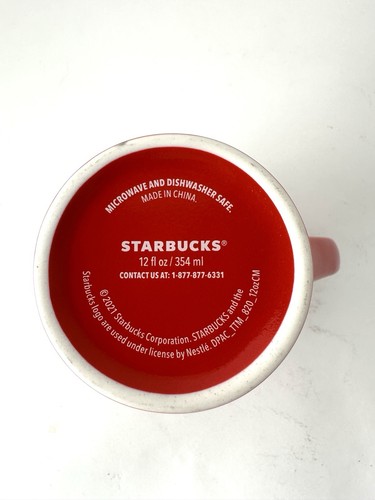 MICROWAVE AND DISHWASHER SAFE.
MADE IN CHINA.
STARBUCKS®
12 fl oz / 354 ml
CONTACT US AT: 1-877-877-6331
©2021 Starbucks Corporation. STARBUCKS and the
Starbucks logo are used under license by Nestlé. DPAC_TTM_820_12ozCM